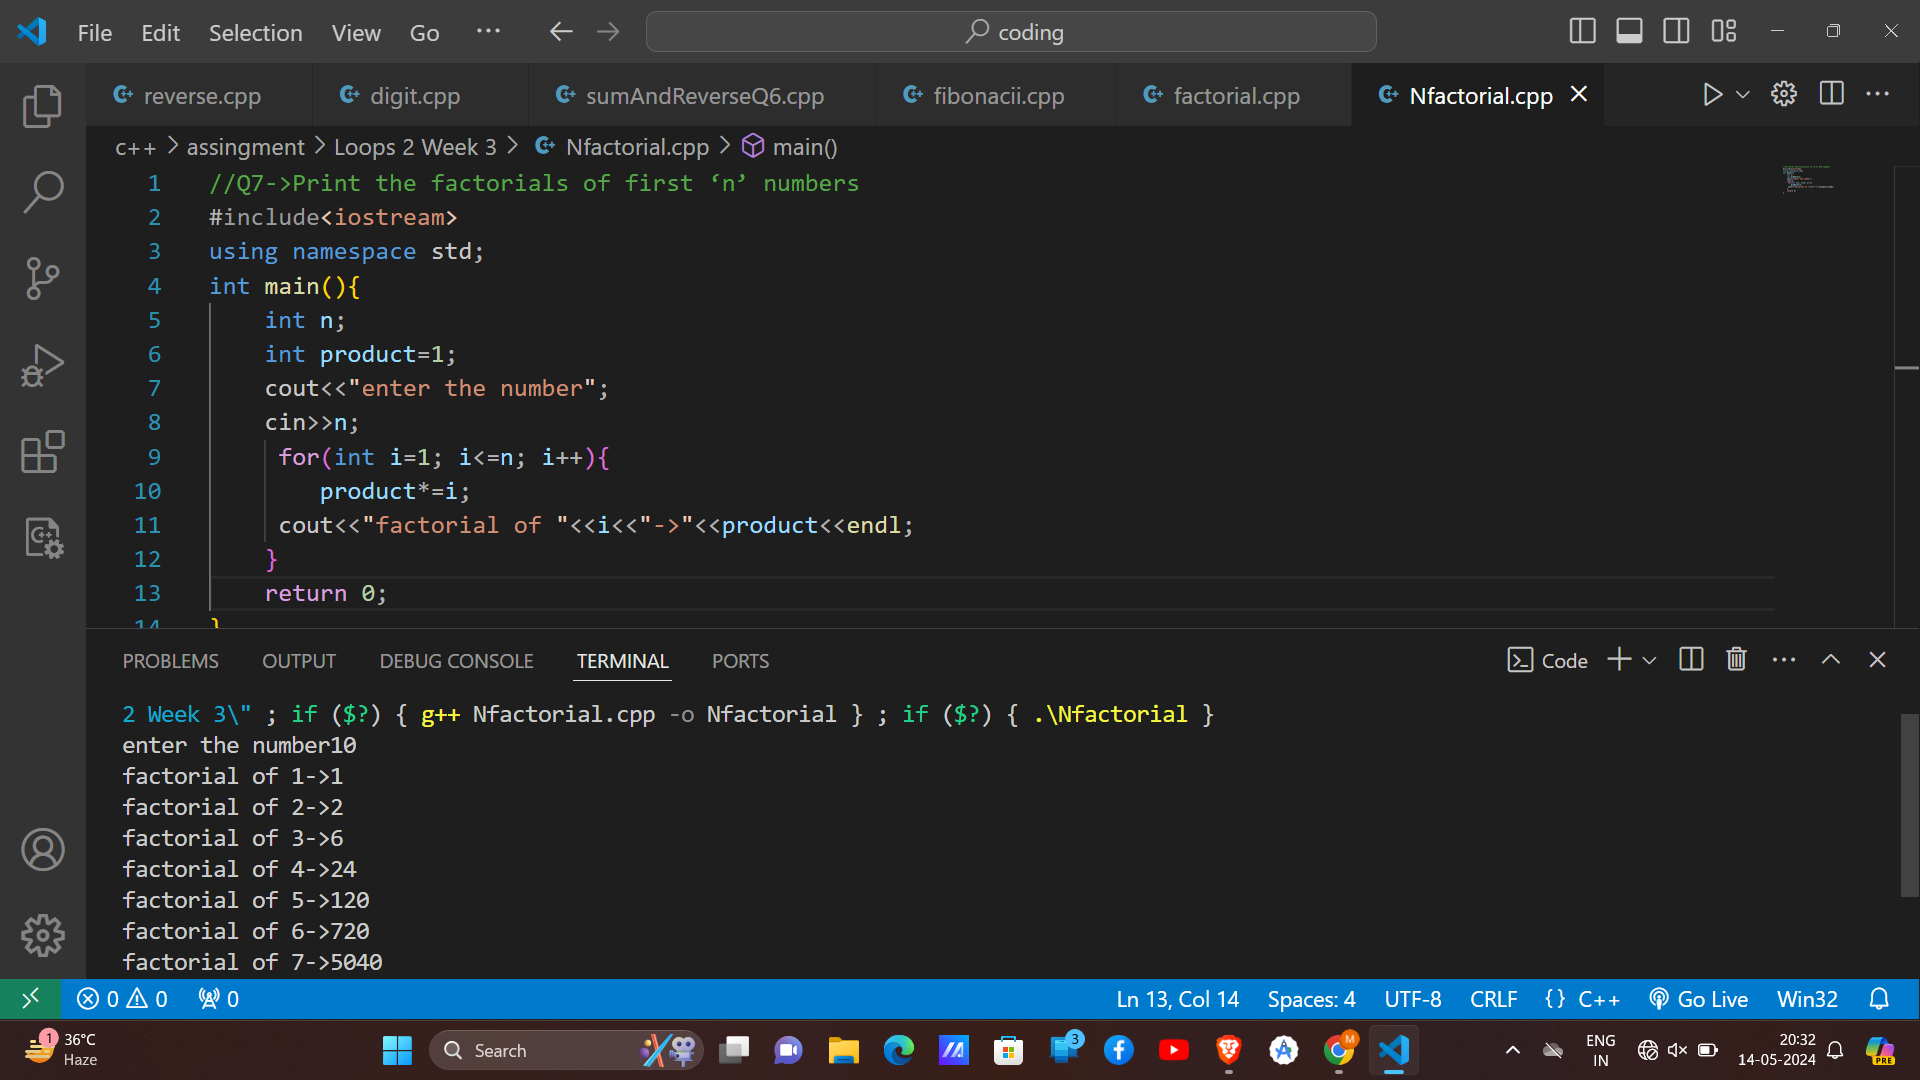 File Edit Selection View Go ··· coding
reverse.cpp digit.cpp sumAndReverseQ6.cpp fibonacii.cpp factorial.cpp Nfactorial.cpp
c++ > assingment > Loops 2 Week 3 > Nfactorial.cpp > main()
1 //Q7->Print the factorials of first ‘n’ numbers
2 #include<iostream>
3 using namespace std;
4 int main(){
5 int n;
6 int product=1;
7 cout<<"enter the number";
8 cin>>n;
9 for(int i=1; i<=n; i++){
10 product*=i;
11 cout<<"factorial of "<<i<<"->"<<product<<endl;
12 }
13 return 0;
14 }
PROBLEMS OUTPUT DEBUG CONSOLE TERMINAL PORTS Code
2 Week 3\" ; if ($?) { g++ Nfactorial.cpp -o Nfactorial } ; if ($?) { .\Nfactorial }
enter the number10
factorial of 1->1
factorial of 2->2
factorial of 3->6
factorial of 4->24
factorial of 5->120
factorial of 6->720
factorial of 7->5040
0 0 0 Ln 13, Col 14 Spaces: 4 UTF-8 CRLF {} C++ Go Live Win32
1 36°C
Haze
Search
3
M
ENG
IN
20:32
14-05-2024
PRE